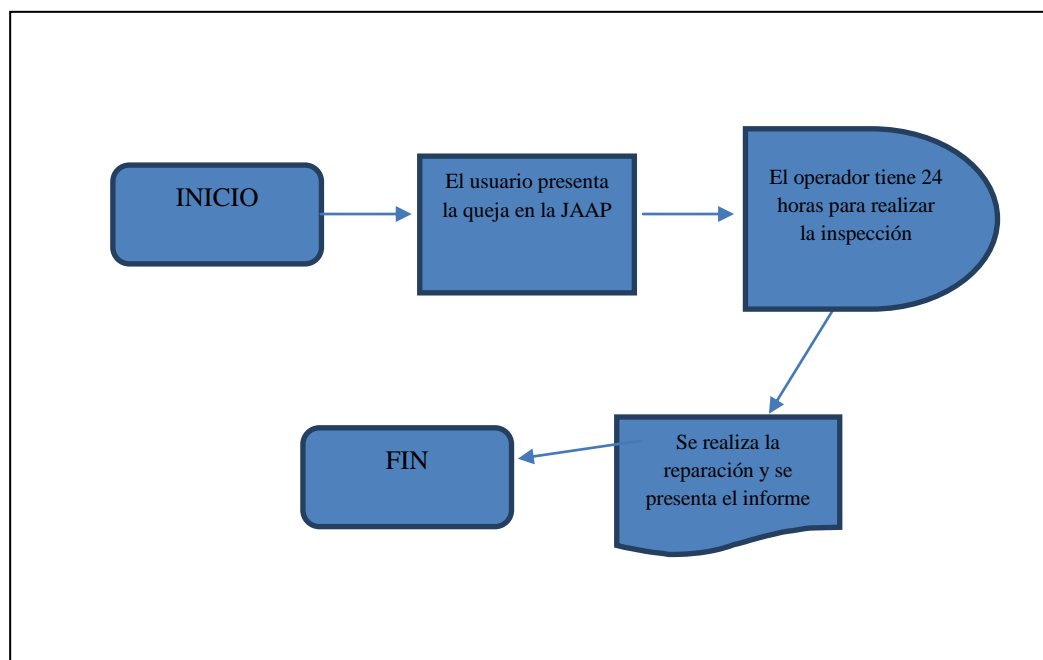 INICIO
El usuario presenta
la queja en la JAAP
El operador tiene 24
horas para realizar
la inspección
Se realiza la
reparación y se
presenta el informe
FIN